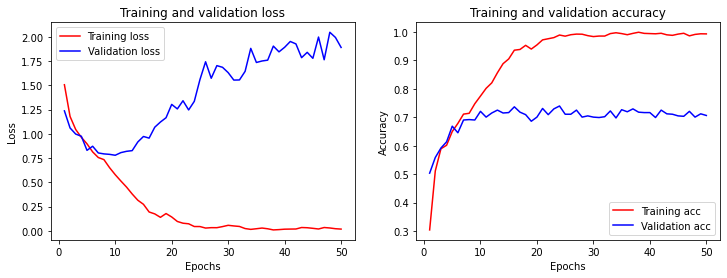 Training and validation loss
Training loss
Validation loss
2.00
1.75
1.50
1.25
1.00
0.75
0.50
0.25
0.00
Loss
0 10 20 30 40 50
Epochs
Training and validation accuracy
1.0
0.9
0.8
0.7
0.6
0.5
0.4
0.3
Accuracy
Training acc
Validation acc
0 10 20 30 40 50
Epochs